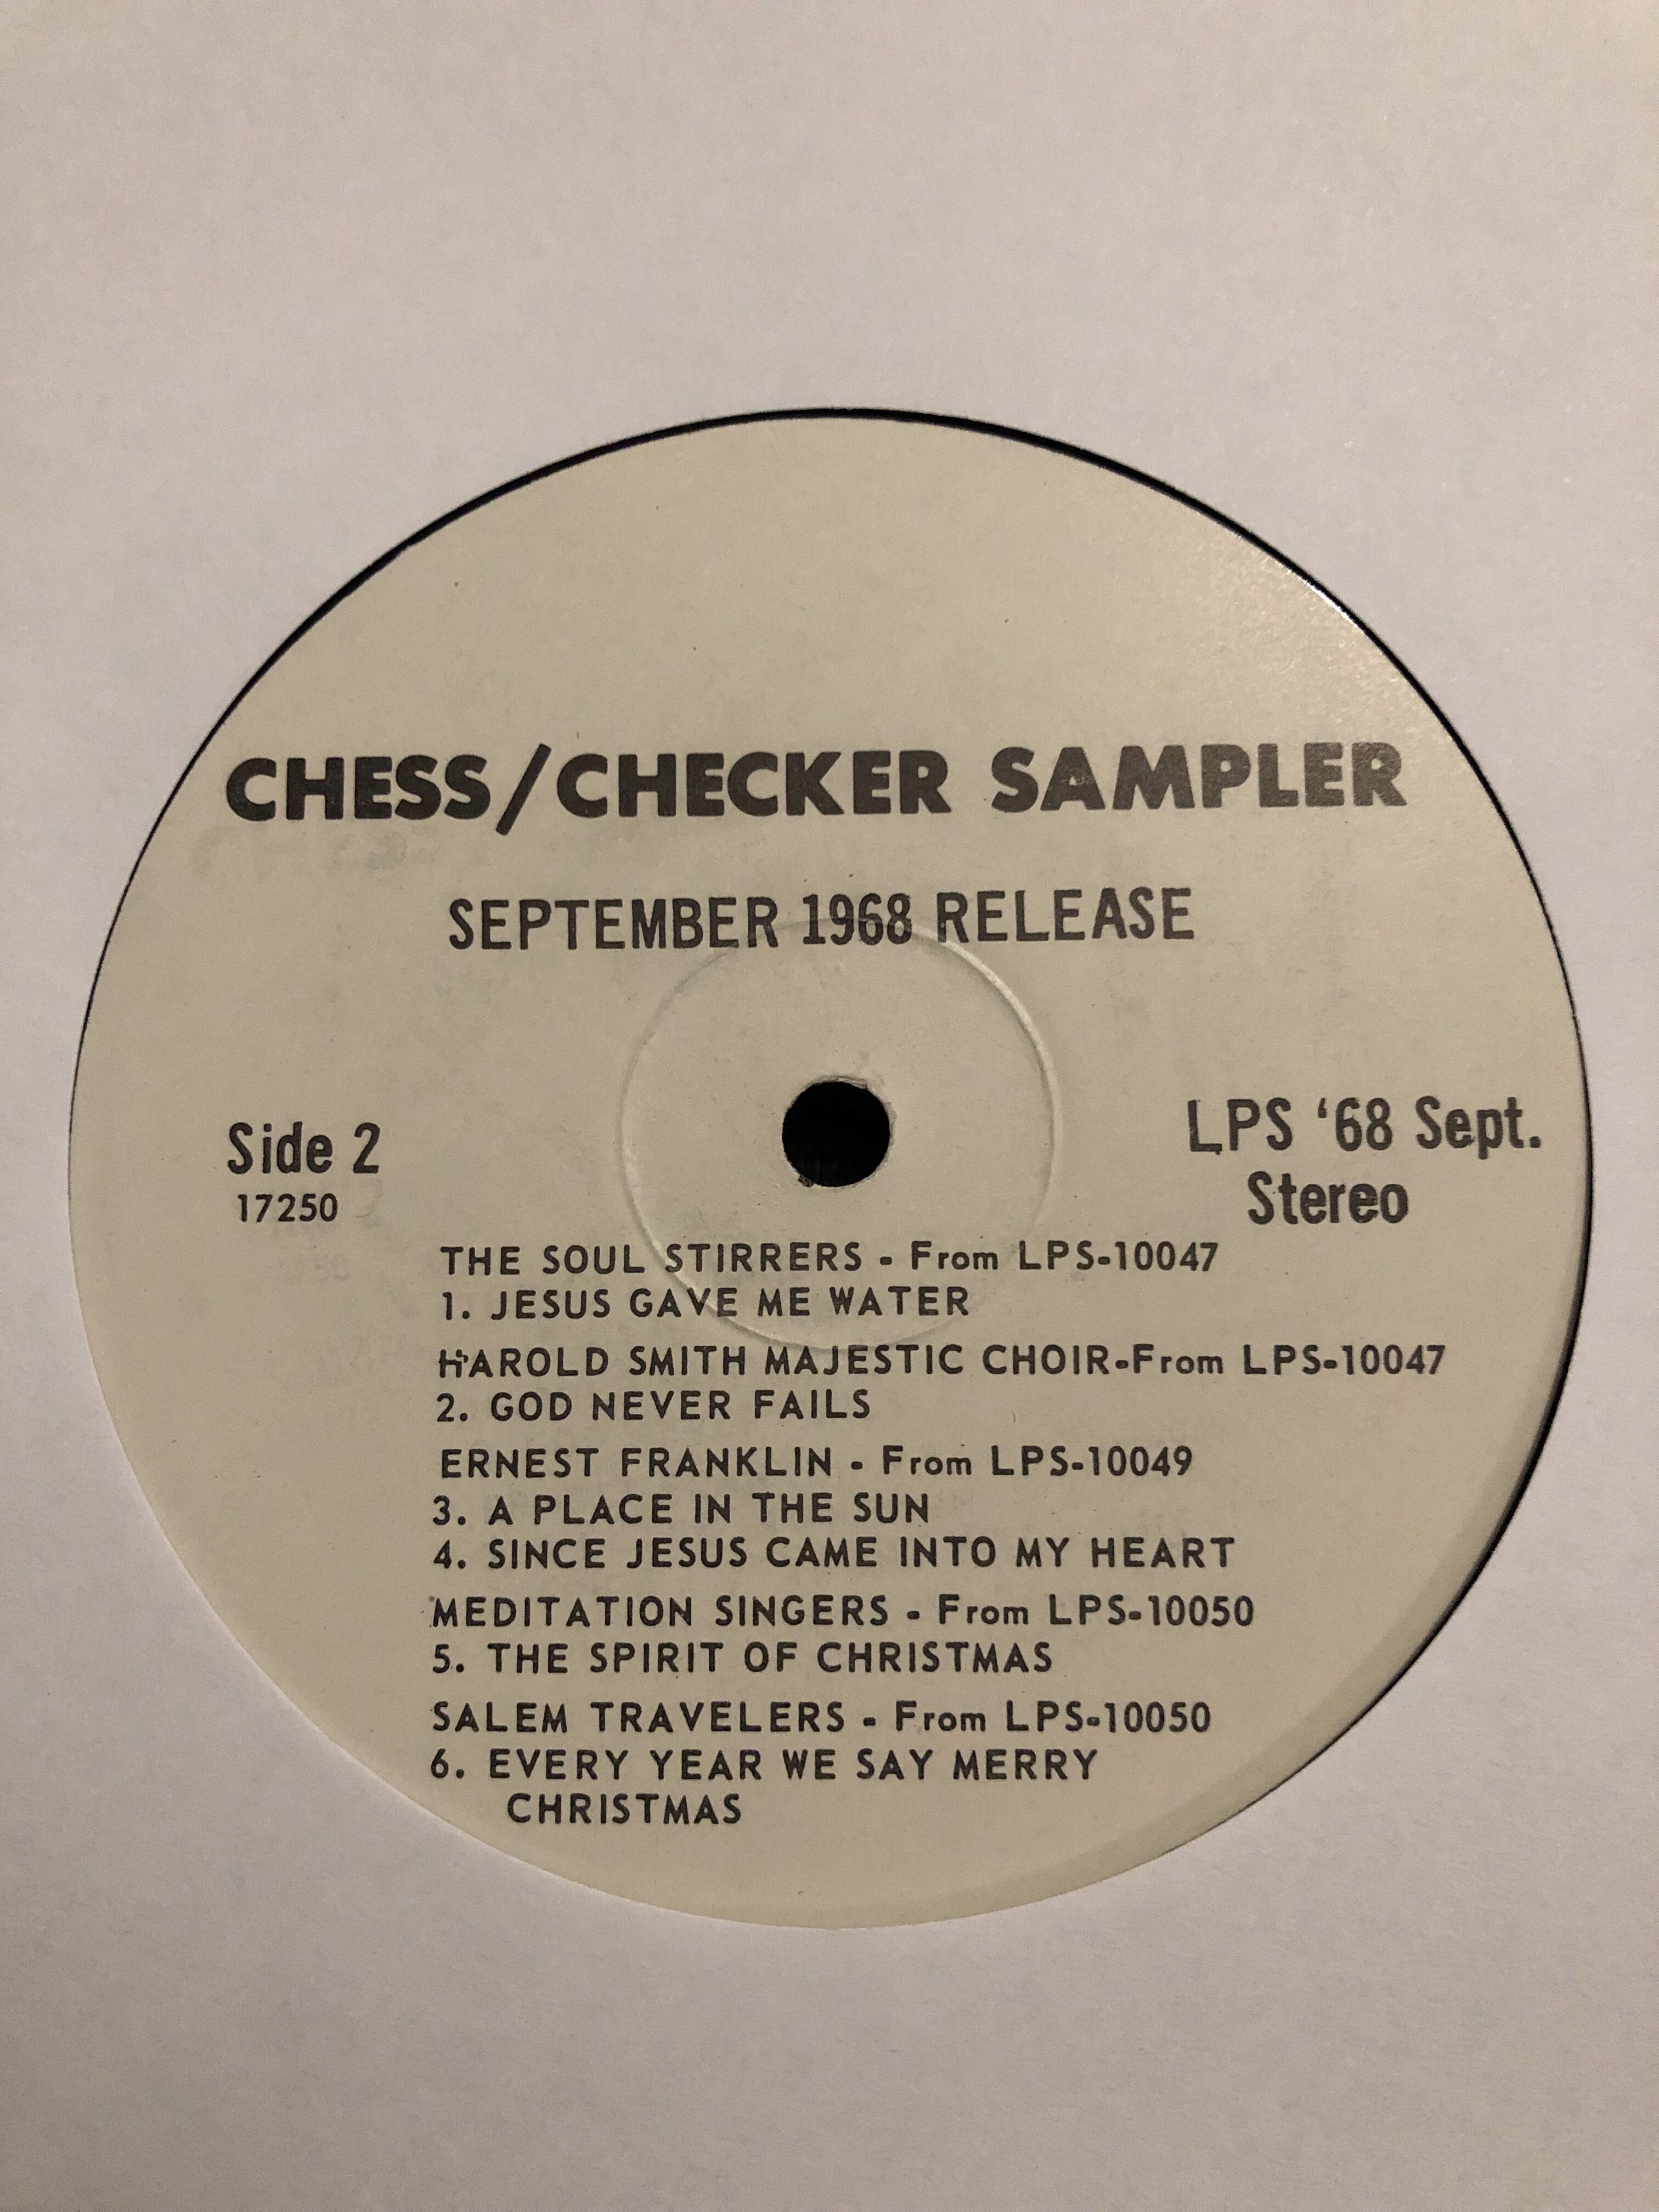 CHESS/CHECKER SAMPLER
SEPTEMBER 1968 RELEASE
Side 2
17250
LPS ‘68 Sept.
Stereo
THE SOUL STIRRERS - From LPS-10047
1. JESUS GAVE ME WATER
HAROLD SMITH MAJESTIC CHOIR-From LPS-10047
2. GOD NEVER FAILS
ERNEST FRANKLIN - From LPS-10049
3. A PLACE IN THE SUN
4. SINCE JESUS CAME INTO MY HEART
MEDITATION SINGERS - From LPS-10050
5. THE SPIRIT OF CHRISTMAS
SALEM TRAVELERS - From LPS-10050
6. EVERY YEAR WE SAY MERRY
CHRISTMAS